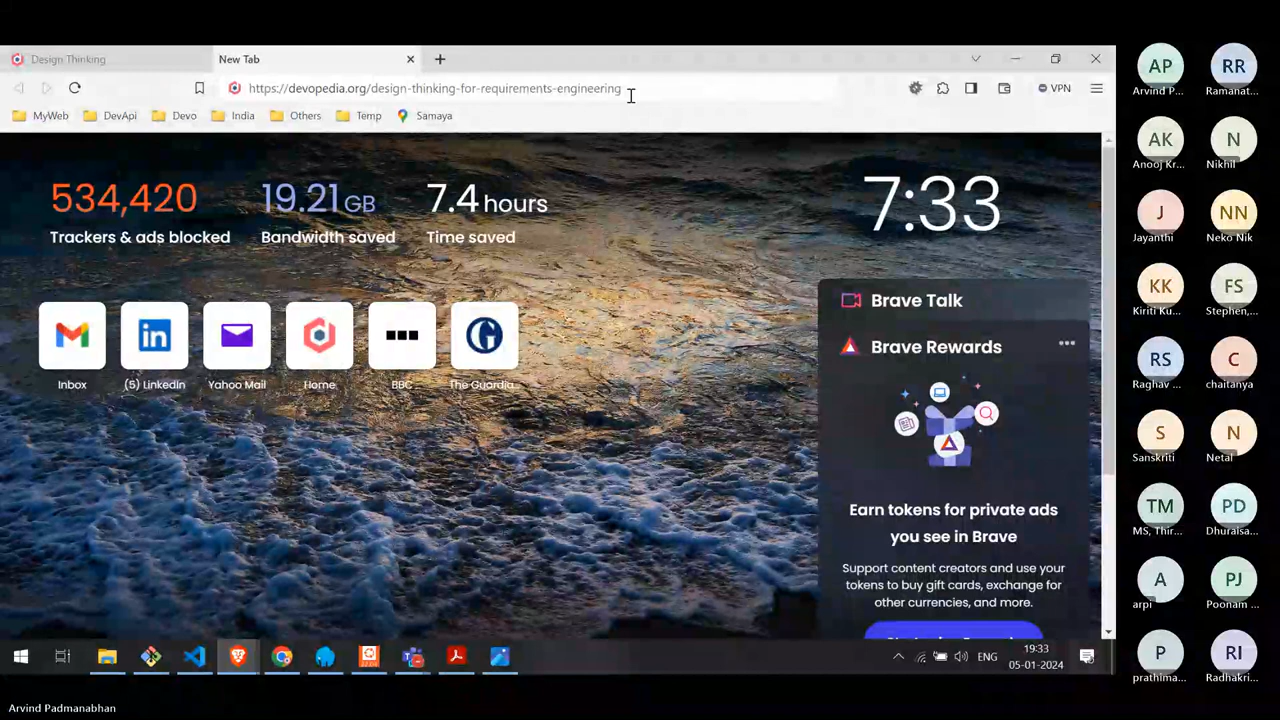 Design Thinking
New Tab
https://devopedia.org/design-thinking-for-requirements-engineering
VPN
MyWeb
DevApi
Devo
India
Others
Temp
Samaya
534,420
19.21 GB
7.4 hours
Trackers & ads blocked
Bandwidth saved
Time saved
7:33
Inbox
(5) LinkedIn
Yahoo Mail
Home
BBC
The Guardia...
Brave Talk
Brave Rewards
Earn tokens for private ads
you see in Brave
Support content creators and use your
tokens to buy gift cards, exchange for
other currencies, and more.
ENG
19:33
05-01-2024
AP
Arvind P...
RR
Ramanat...
AK
Anooj Kr...
N
Nikhil
J
Jayanthi
NN
Neko Nik
KK
Kiriti Ku...
FS
Stephen,...
RS
Raghav ...
C
chaitanya
S
Sanskriti
N
Netal
TM
MS, Thir...
PD
Dhuraisa...
A
arpi
PJ
Poonam ...
P
prathima...
RI
Radhakri...
Arvind Padmanabhan